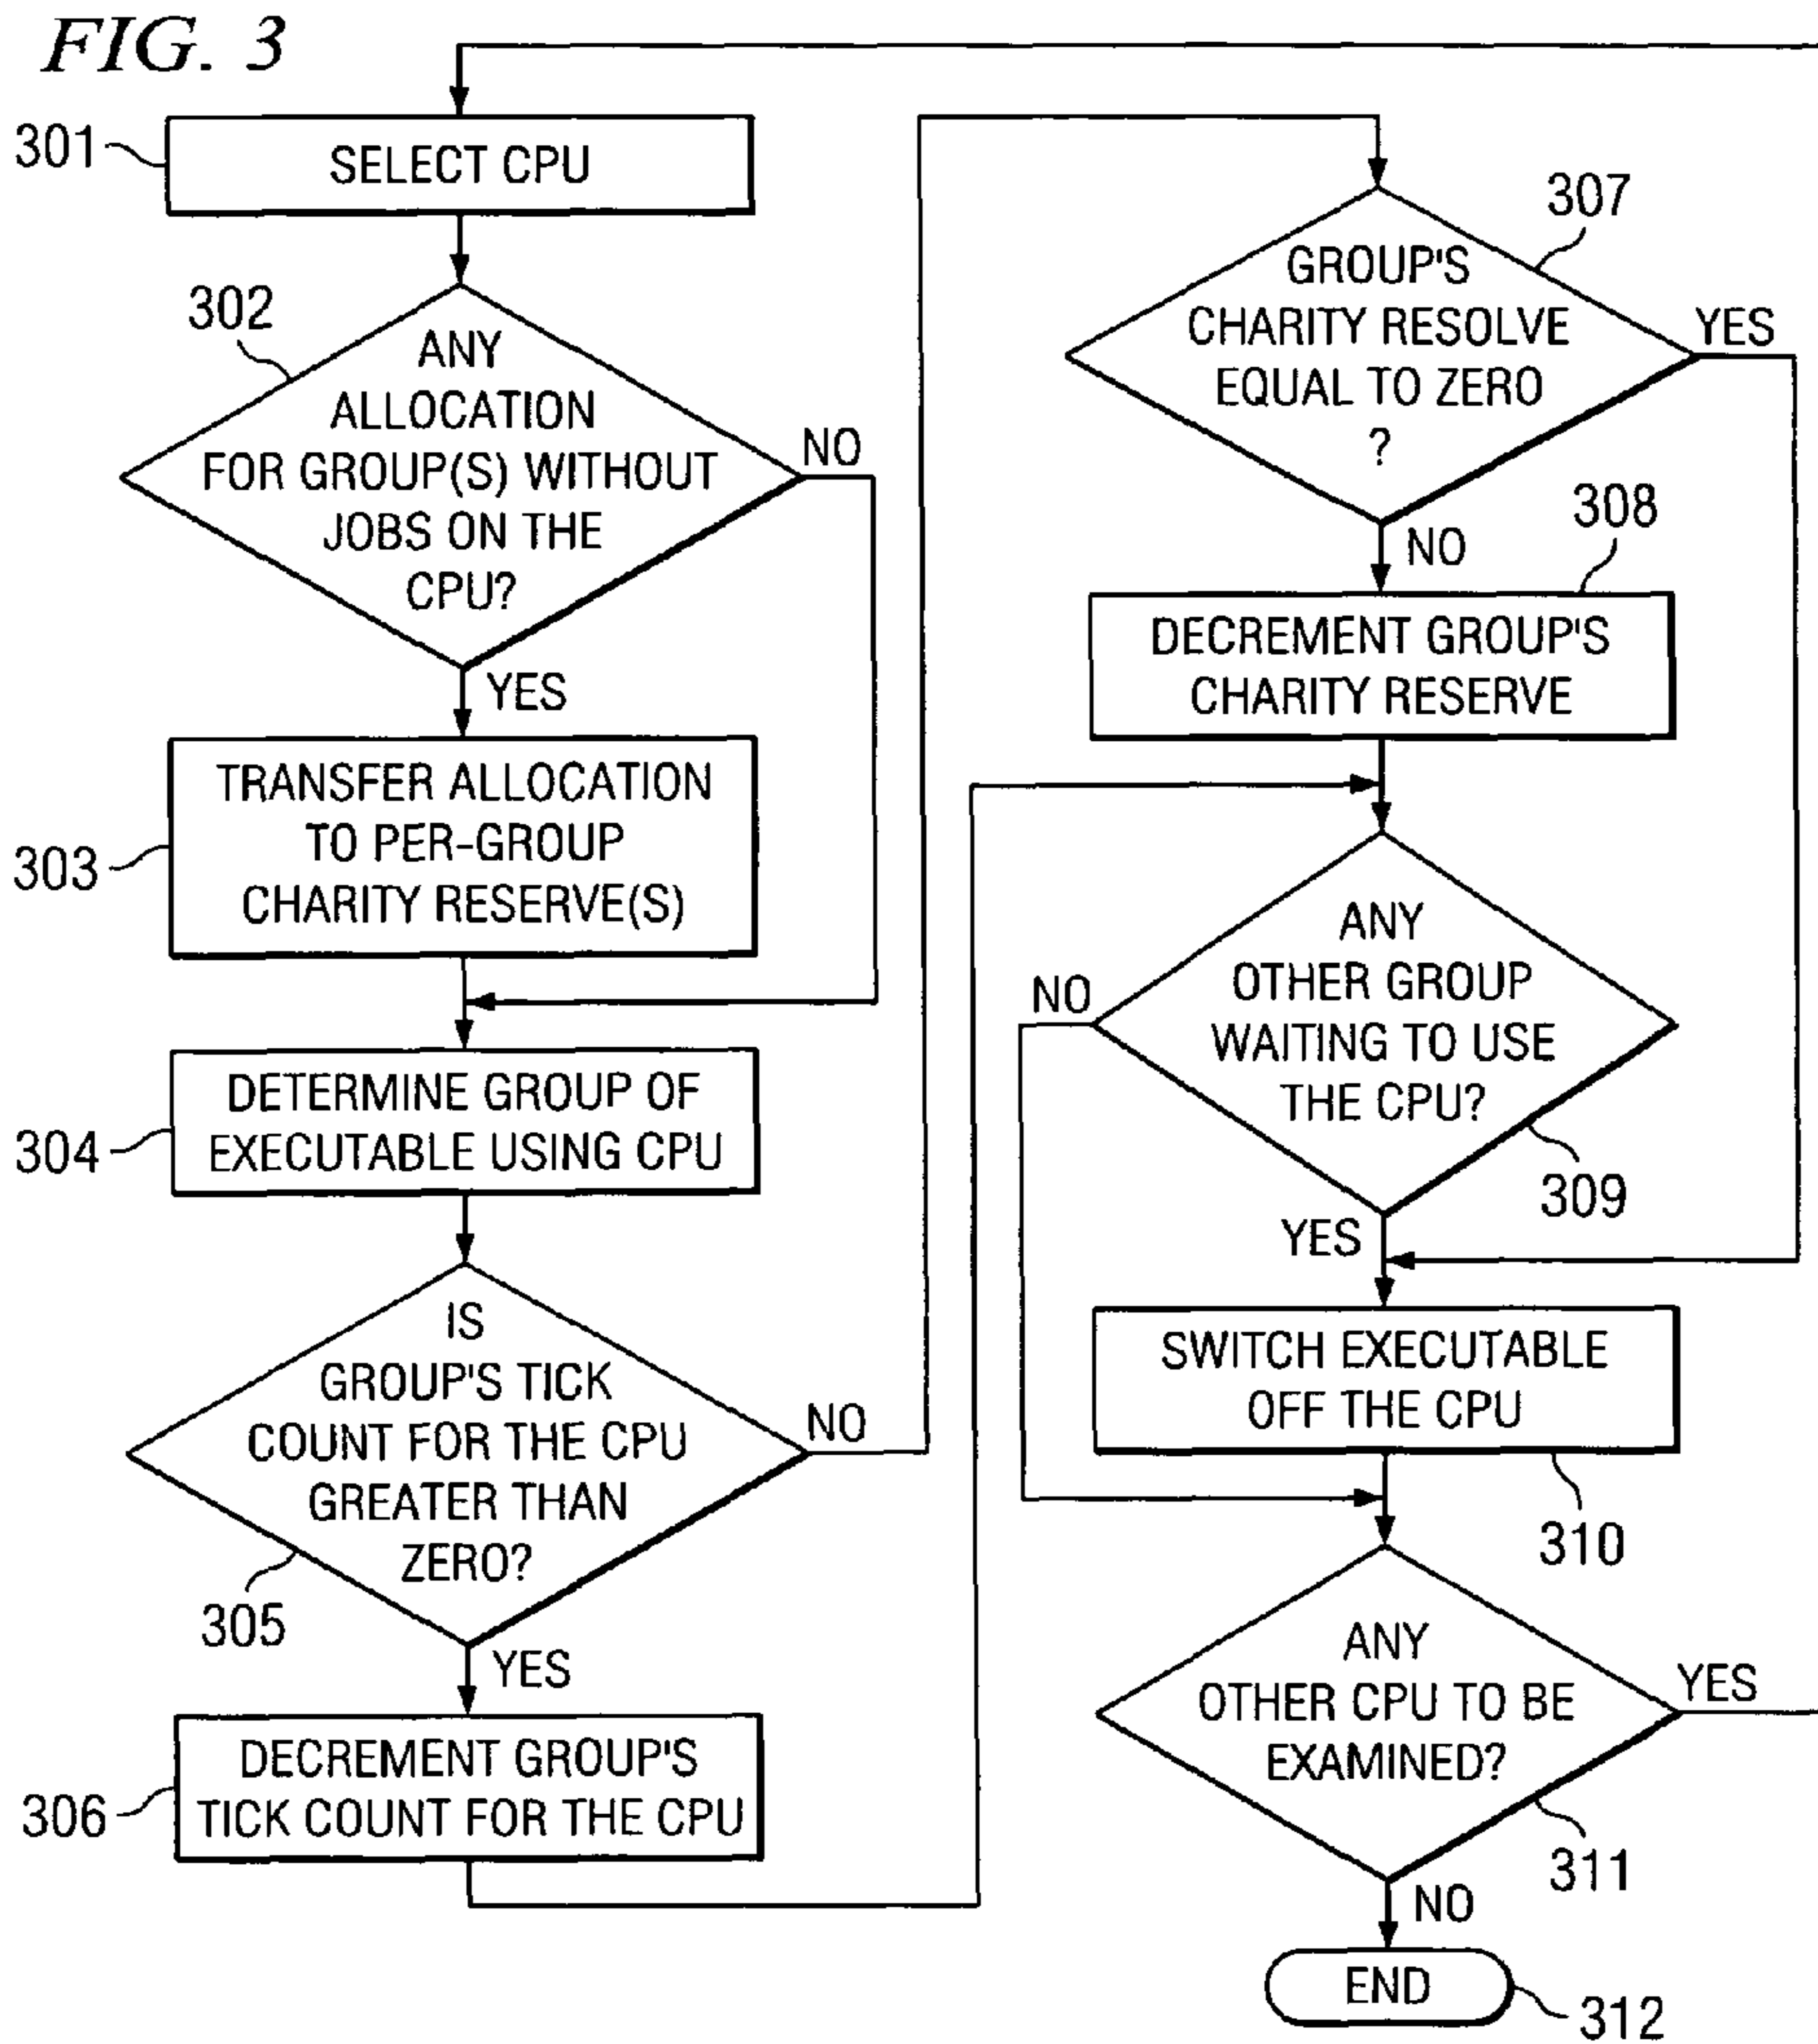 FIG. 3
301
SELECT CPU
302
ANY
ALLOCATION
FOR GROUP(S) WITHOUT
JOBS ON THE
CPU?
NO
YES
303
TRANSFER ALLOCATION
TO PER-GROUP
CHARITY RESERVE(S)
304
DETERMINE GROUP OF
EXECUTABLE USING CPU
IS
GROUP'S TICK
COUNT FOR THE CPU
GREATER THAN
ZERO?
NO
305
YES
306
DECREMENT GROUP'S
TICK COUNT FOR THE CPU
307
GROUP'S
CHARITY RESOLVE
EQUAL TO ZERO
?
YES
NO
308
DECREMENT GROUP'S
CHARITY RESERVE
ANY
OTHER GROUP
WAITING TO USE
THE CPU?
NO
309
YES
SWITCH EXECUTABLE
OFF THE CPU
310
ANY
OTHER CPU TO BE
EXAMINED?
YES
311
NO
END
312